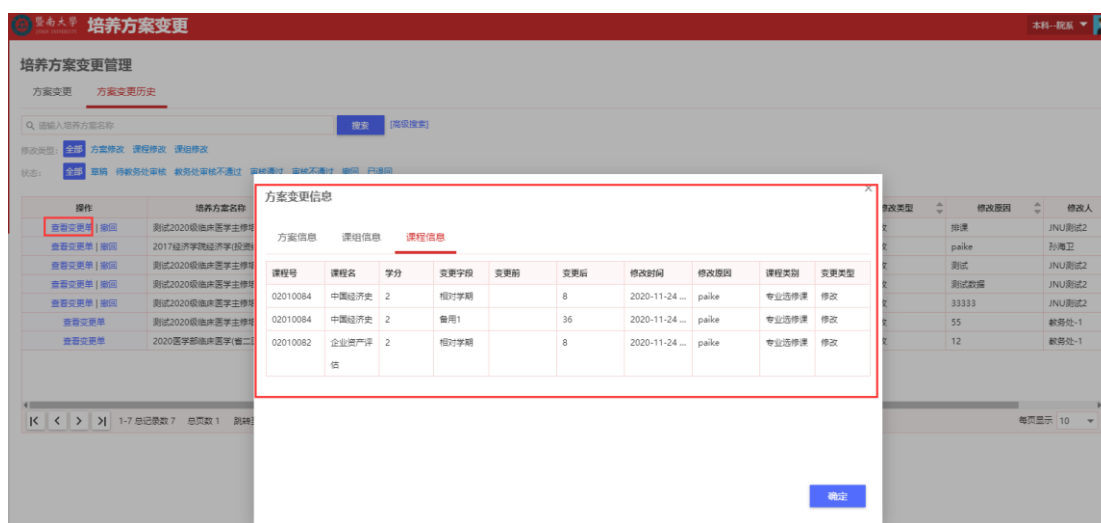 暨南大学 培养方案变更 本科--院系
培养方案变更管理
方案变更 方案变更历史
请输入培养方案名称 搜索 [高级搜索]
修改类型: 全部 方案修改 课程修改 课组修改
状态: 全部 草稿 待教务处审核 教务处审核不通过 审核通过 审核不通过 撤回 已退回
方案变更信息
方案信息 课组信息 课程信息
课程号 课程名 学分 变更字段 变更前 变更后 修改时间 修改原因 课程类别 变更类型
02010084 中国经济史 2 相对学期 8 2020-11-24 ... paike 专业选修课 修改
02010084 中国经济史 2 备用1 36 2020-11-24 ... paike 专业选修课 修改
02010082 企业资产评估 2 相对学期 8 2020-11-24 ... paike 专业选修课 修改
确定
操作 培养方案名称 修改类型 修改原因 修改人
查看变更单 | 撤回 测试2020级临床医学主修培 排课 JNU测试2
查看变更单 | 撤回 2017经济学院经济学(投资 paike 孙海卫
查看变更单 | 撤回 测试2020级临床医学主修培 测试 JNU测试2
查看变更单 | 撤回 测试2020级临床医学主修培 测试数据 JNU测试2
查看变更单 | 撤回 测试2020级临床医学主修培 33333 JNU测试2
查看变更单 测试2020级临床医学主修培 55 教务处-1
查看变更单 2020医学部临床医学(省二 12 教务处-1
1-7 总记录数 7 总页数 1 跳转 每页显示 10